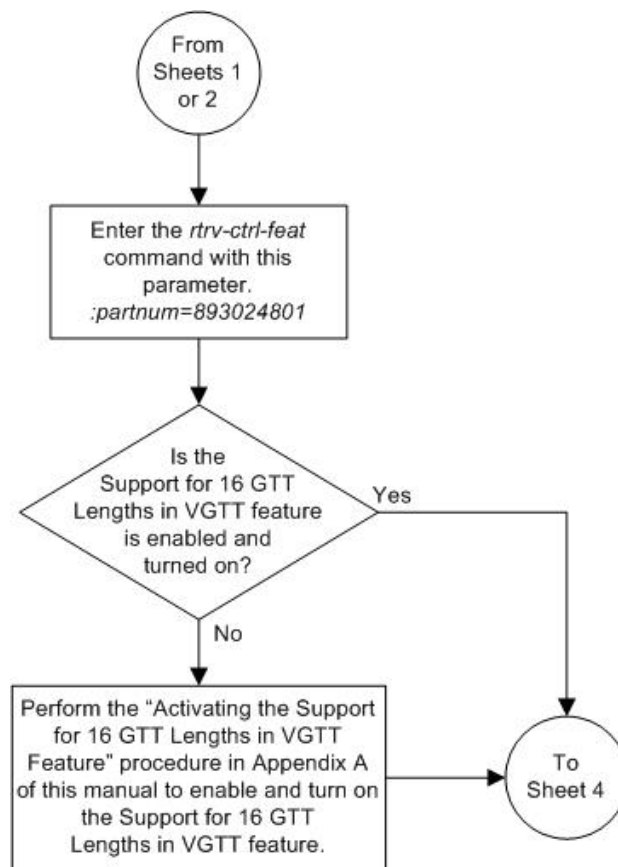 From
Sheets 1
or 2
Enter the rtrv-ctrl-feat
command with this
parameter.
:partnum=893024801
Is the
Support for 16 GTT
Lengths in VGTT feature
is enabled and
turned on?
Yes
No
Perform the “Activating the Support
for 16 GTT Lengths in VGTT
Feature” procedure in Appendix A
of this manual to enable and turn on
the Support for 16 GTT
Lengths in VGTT feature.
To
Sheet 4